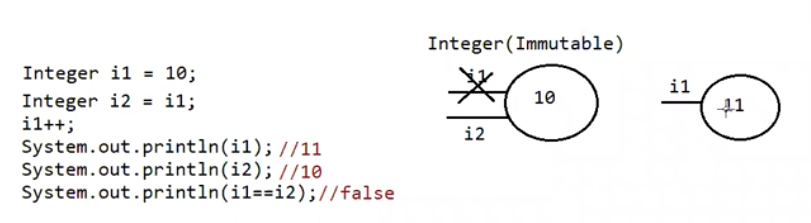 Integer(Immutable)
Integer i1 = 10;
Integer i2 = i1;
i1++;
System.out.println(i1); //11
System.out.println(i2); //10
System.out.println(i1==i2);//false
i1
10
i2
i1
11